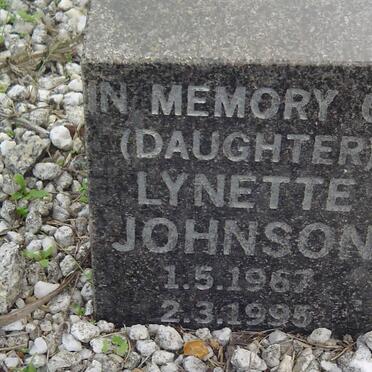 IN MEMORY O
(DAUGHTER)
LYNETTE
JOHNSON
1.5.1967
2.3.1995